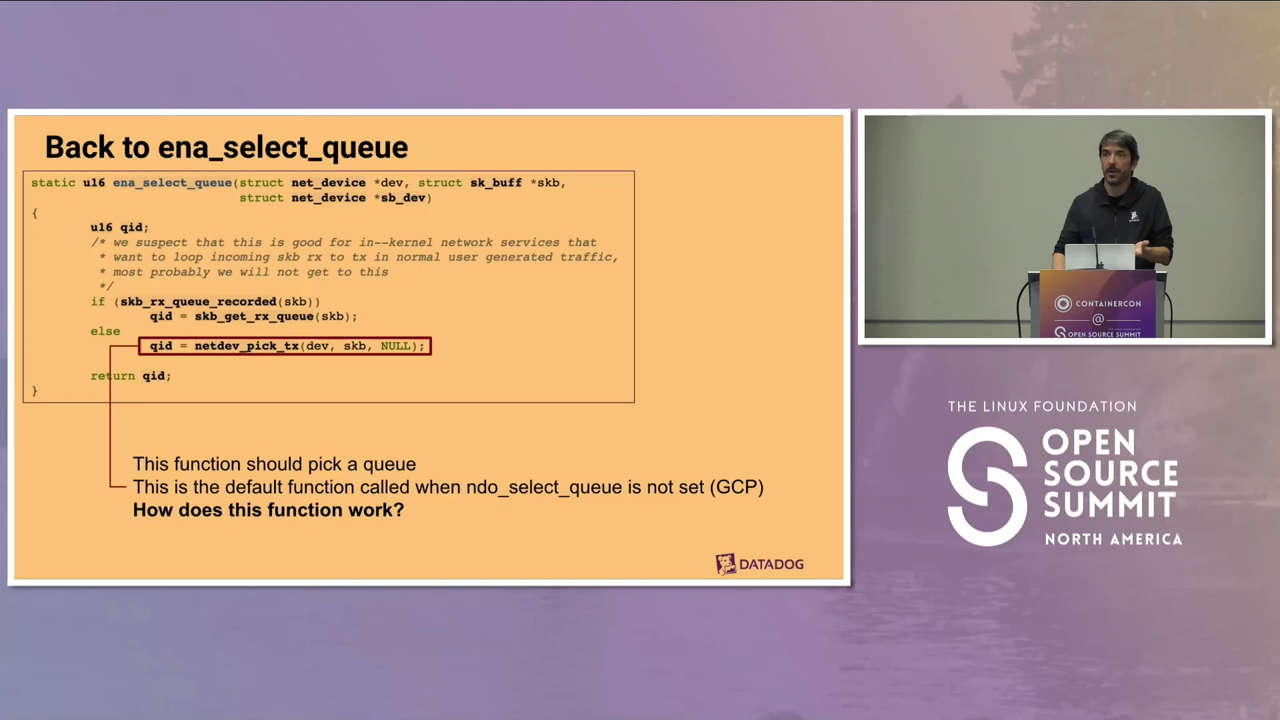 Back to ena_select_queue
static u16 ena_select_queue(struct net_device *dev, struct sk_buff *skb,
struct net_device *sb_dev)
{
u16 qid;
/* we suspect that this is good for in--kernel network services that
* want to loop incoming skb rx to tx in normal user generated traffic,
* most probably we will not get to this
*/
if (skb_rx_queue_recorded(skb))
qid = skb_get_rx_queue(skb);
else
qid = netdev_pick_tx(dev, skb, NULL);
return qid;
}
This function should pick a queue
This is the default function called when ndo_select_queue is not set (GCP)
How does this function work?
DATADOG
CONTAINERCON
@
THE LINUX FOUNDATION
OPEN SOURCE SUMMIT
THE LINUX FOUNDATION
OPEN
SOURCE
SUMMIT
NORTH AMERICA